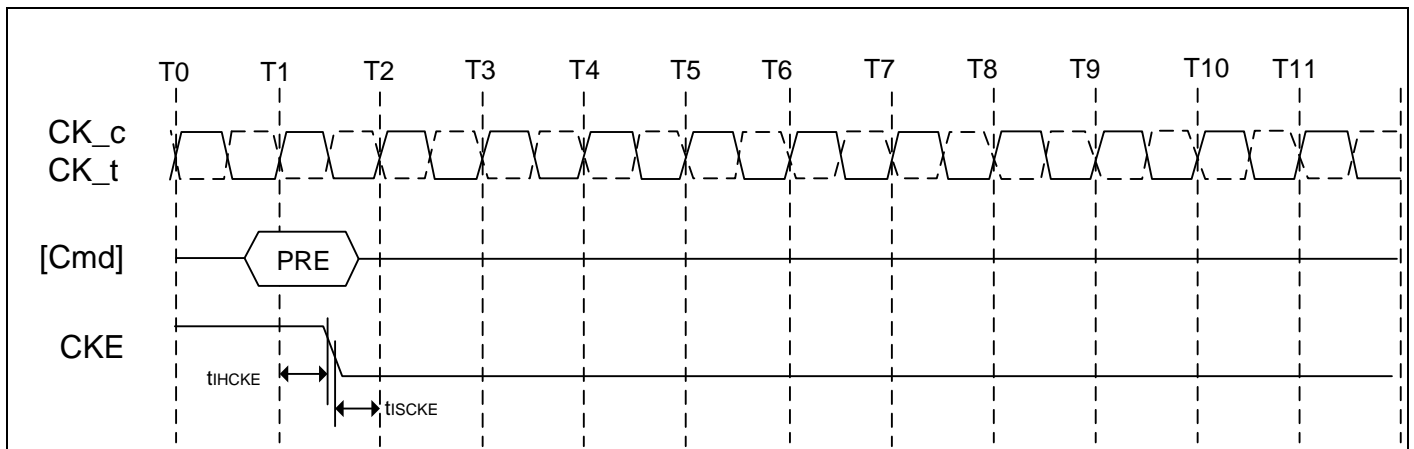 T0 T1 T2 T3 T4 T5 T6 T7 T8 T9 T10 T11
CK_c
CK_t
[Cmd] PRE
CKE
tIHCKE
tISCKE